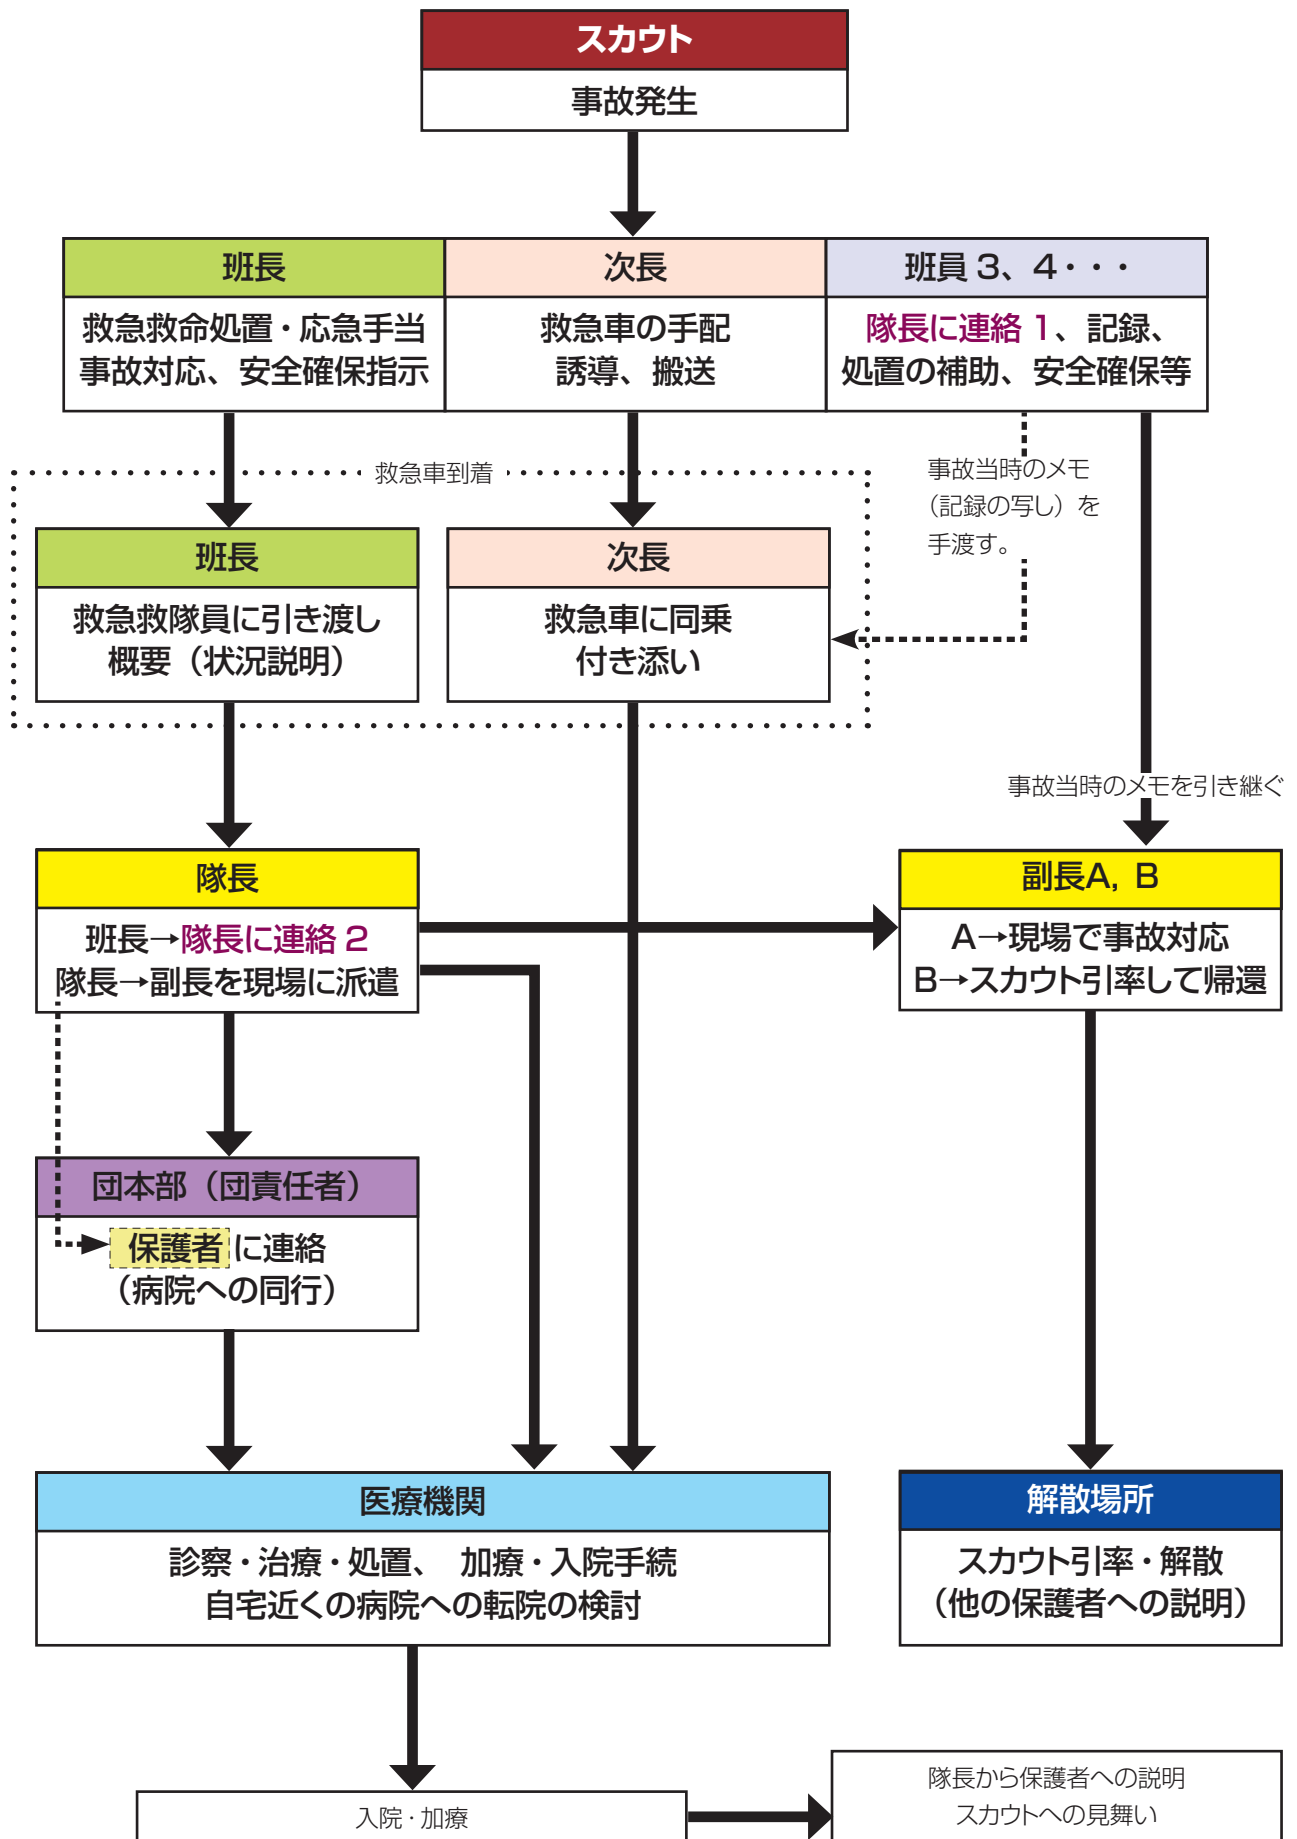 スカウト
事故発生
班長
救急救命処置・応急手当
事故対応、安全確保指示
次長
救急車の手配
誘導、搬送
班員 3、4・・・
隊長に連絡 1、記録、
処置の補助、安全確保等
救急車到着
事故当時のメモ
（記録の写し）を
手渡す。
班長
救急救隊員に引き渡し
概要（状況説明）
次長
救急車に同乗
付き添い
事故当時のメモを引き継ぐ
隊長
班長→隊長に連絡 2
隊長→副長を現場に派遣
副長A, B
A→現場で事故対応
B→スカウト引率して帰還
団本部（団責任者）
保護者に連絡
（病院への同行）
医療機関
診察・治療・処置、 加療・入院手続
自宅近くの病院への転院の検討
解散場所
スカウト引率・解散
（他の保護者への説明）
入院・加療
隊長から保護者への説明
スカウトへの見舞い